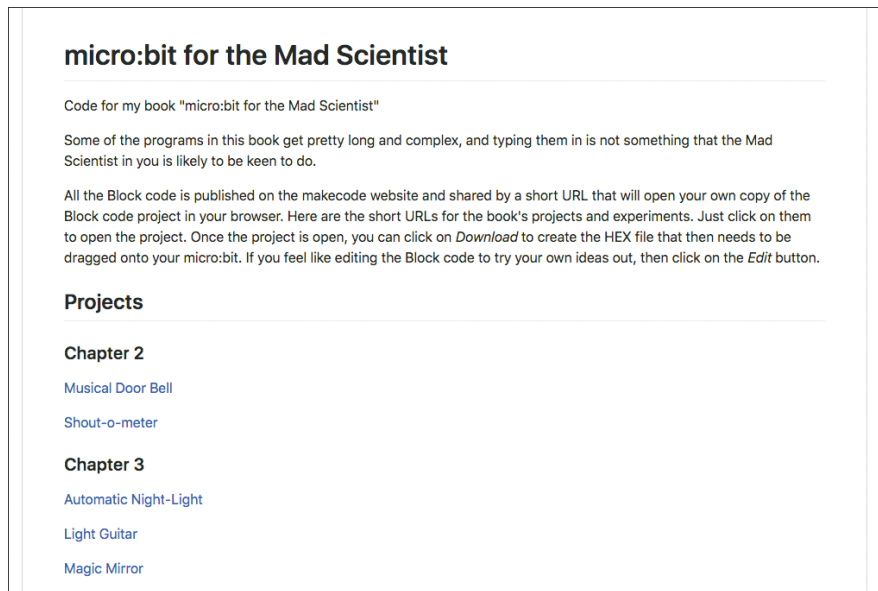 micro:bit for the Mad Scientist
Code for my book "micro:bit for the Mad Scientist"
Some of the programs in this book get pretty long and complex, and typing them in is not something that the Mad
Scientist in you is likely to be keen to do.
All the Block code is published on the makecode website and shared by a short URL that will open your own copy of the
Block code project in your browser. Here are the short URLs for the book's projects and experiments. Just click on them
to open the project. Once the project is open, you can click on Download to create the HEX file that then needs to be
dragged onto your micro:bit. If you feel like editing the Block code to try your own ideas out, then click on the Edit button.
Projects
Chapter 2
Musical Door Bell
Shout-o-meter
Chapter 3
Automatic Night-Light
Light Guitar
Magic Mirror